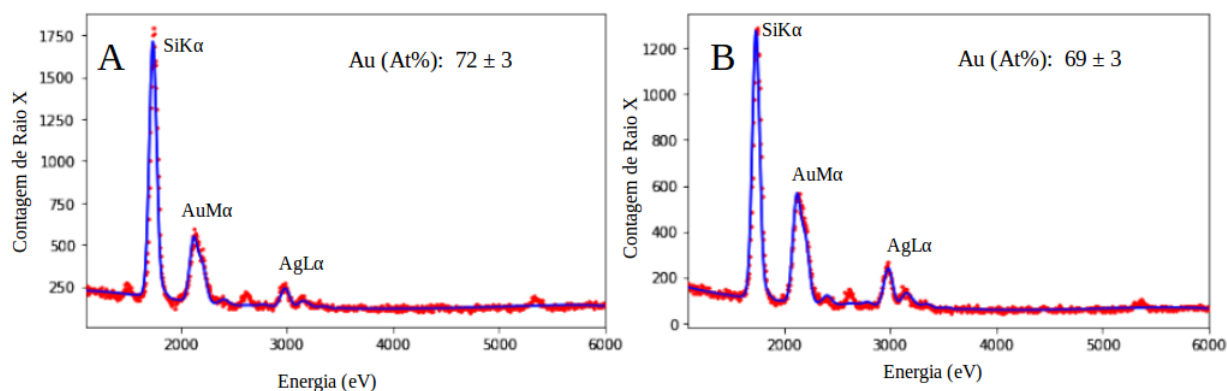 A
SiKα
Au (At%): 72 ± 3
AuMα
AgLα
Contagem de Raio X
1750
1500
1250
1000
750
500
250
2000
3000
4000
5000
6000
Energia (eV)
B
SiKα
Au (At%): 69 ± 3
AuMα
AgLα
Contagem de Raio X
1200
1000
800
600
400
200
0
2000
3000
4000
5000
6000
Energia (eV)